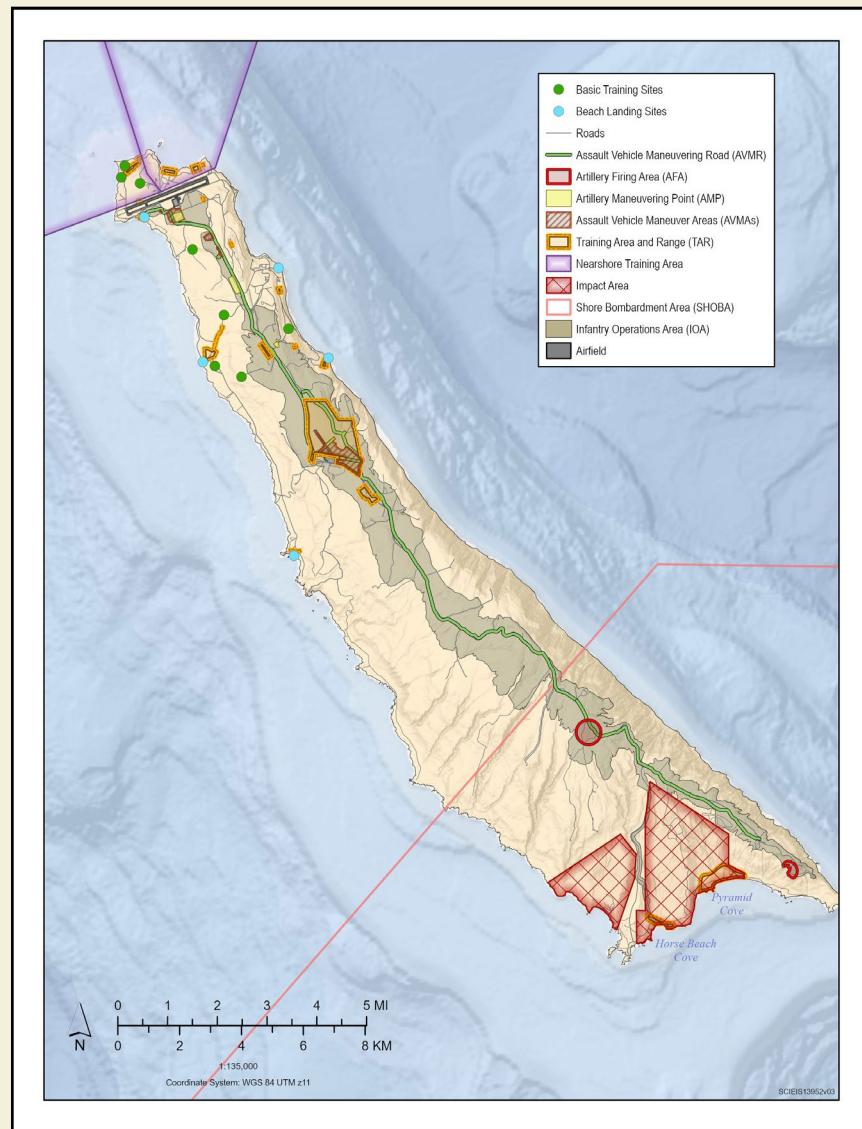 Basic Training Sites
Beach Landing Sites
Roads
Assault Vehicle Maneuvering Road (AVMR)
Artillery Firing Area (AFA)
Artillery Maneuvering Point (AMP)
Assault Vehicle Maneuver Areas (AVMAs)
Training Area and Range (TAR)
Nearshore Training Area
Impact Area
Shore Bombardment Area (SHOBA)
Infantry Operations Area (IOA)
Airfield
Pyramid
Cove
Horse Beach
Cove
0 1 2 3 4 5 MI
0 2 4 6 8 KM
N
1:135,000
Coordinate System: WGS 84 UTM z11
SCIEIS13952v03